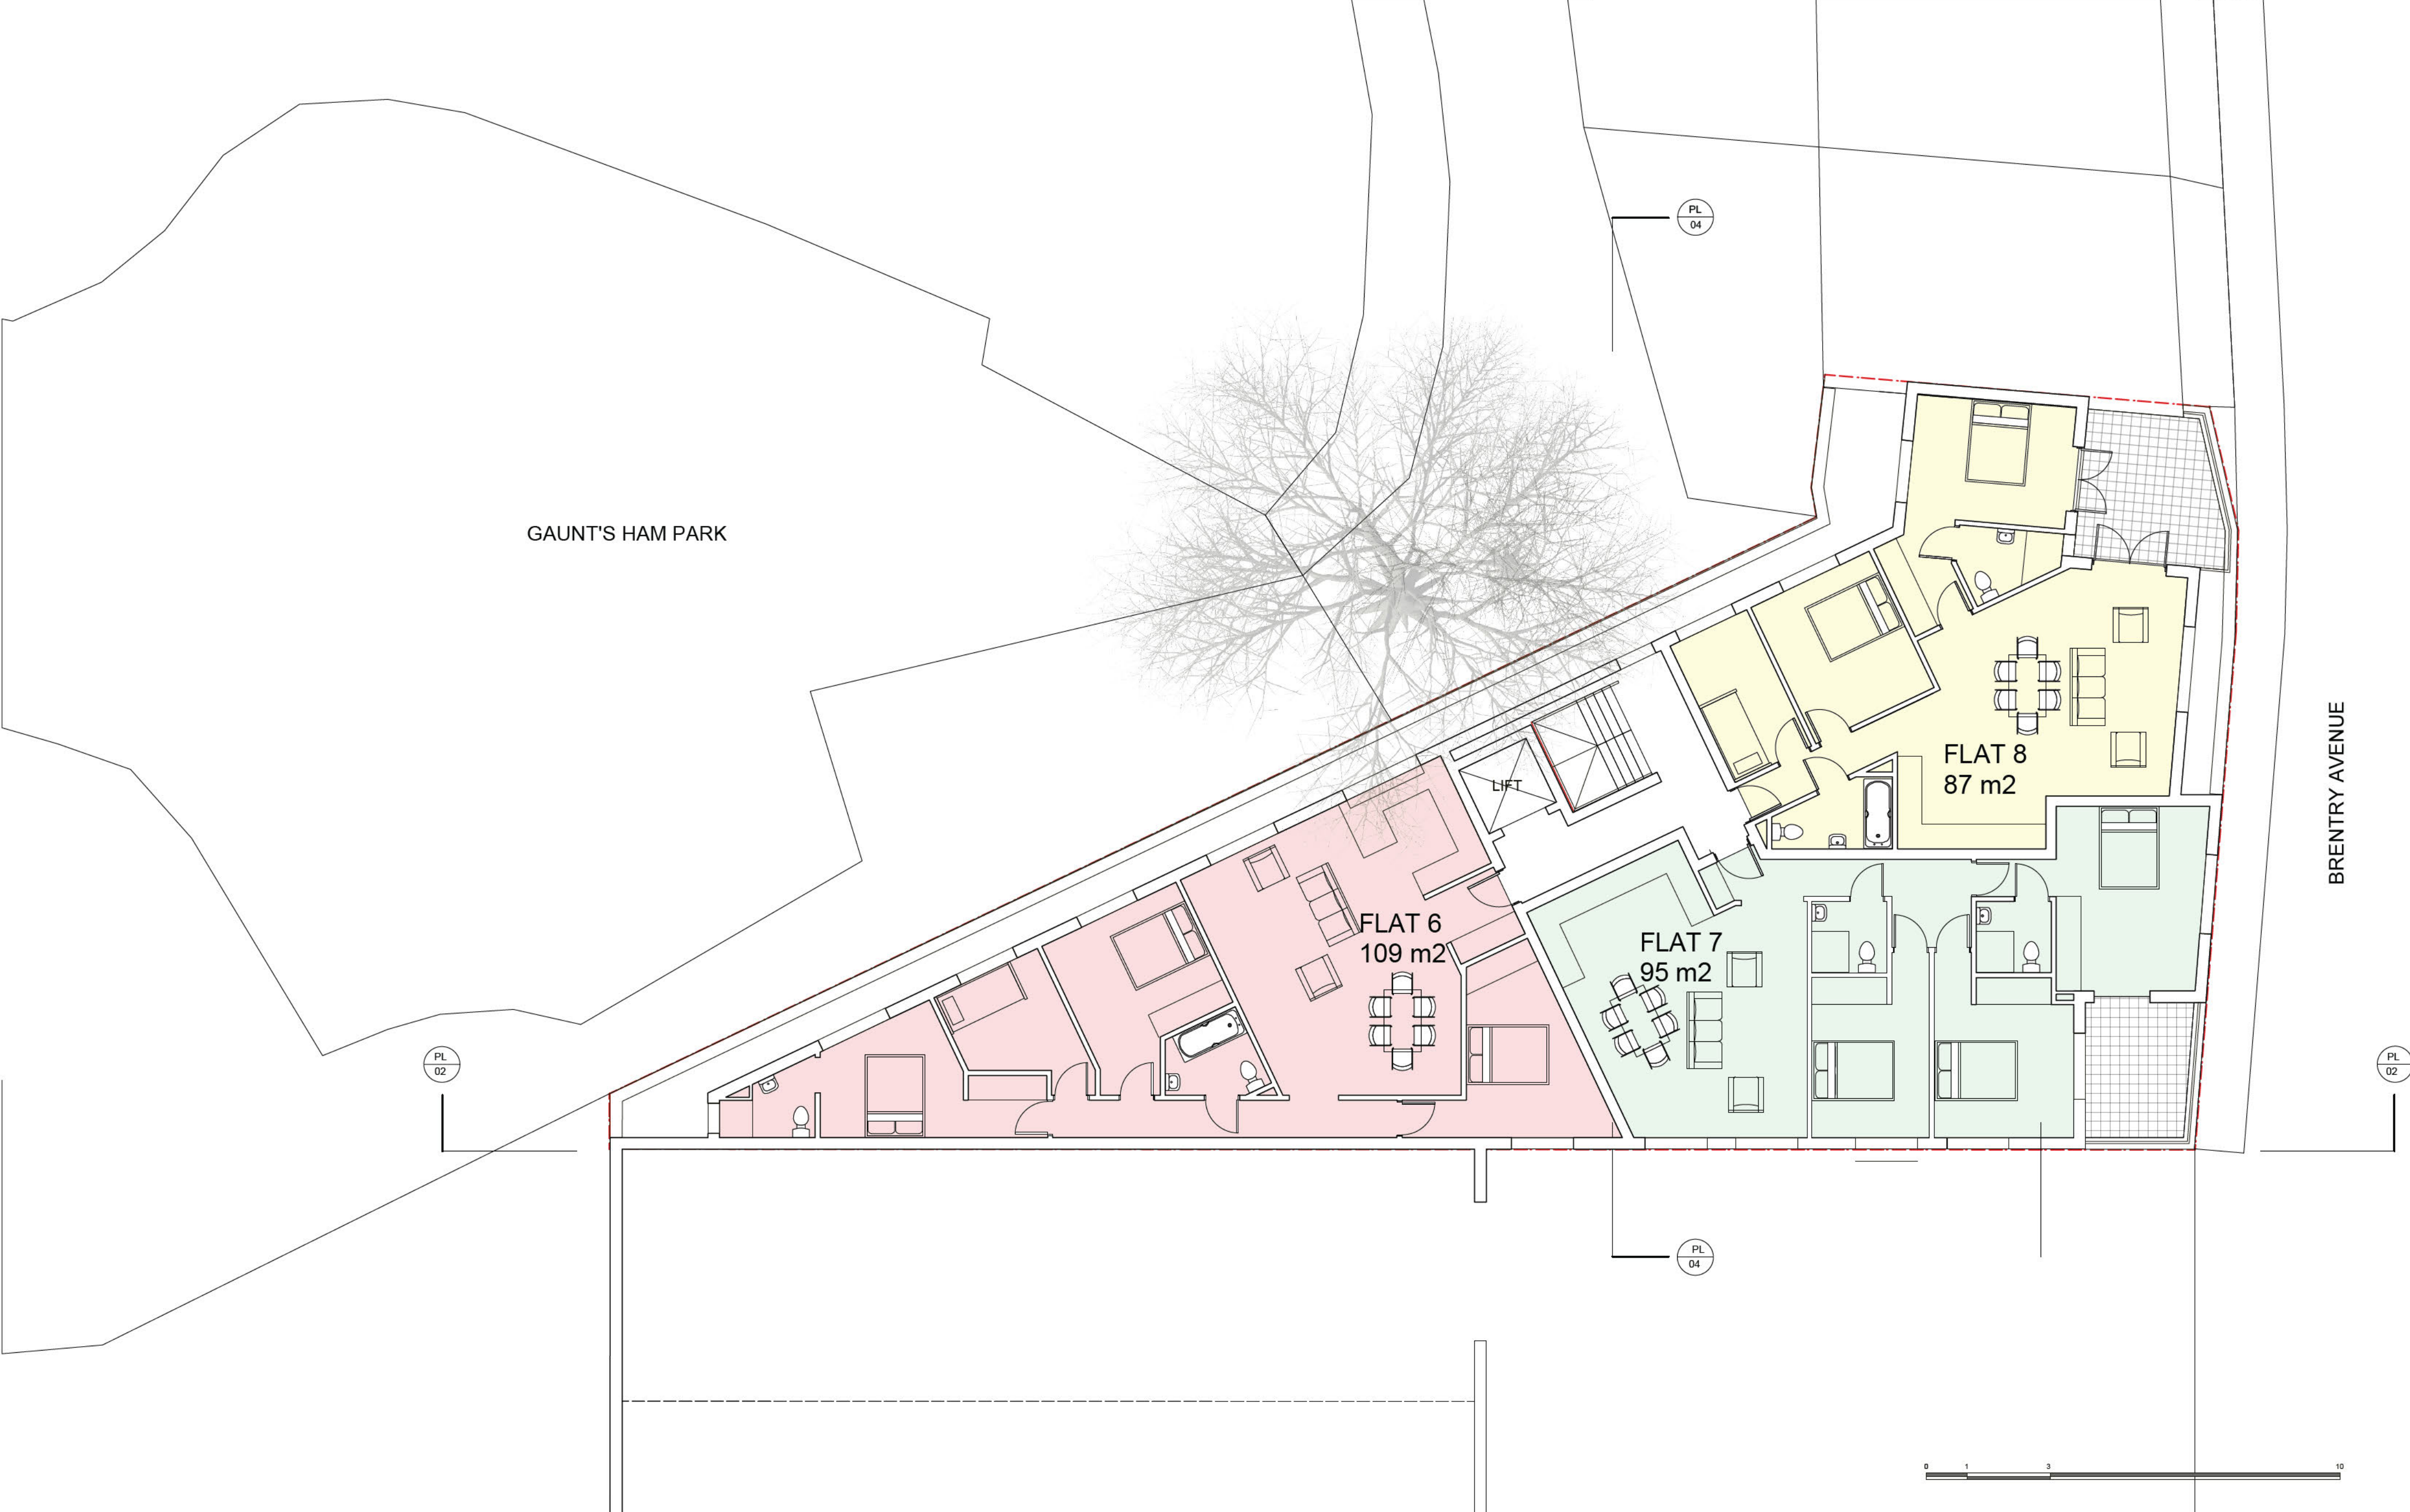 PL
04
GAUNT'S HAM PARK
BRENTRY AVENUE
FLAT 8
87 m2
LIFT
FLAT 6
109 m2
FLAT 7
95 m2
PL
02
PL
02
PL
04
0 1 3 10